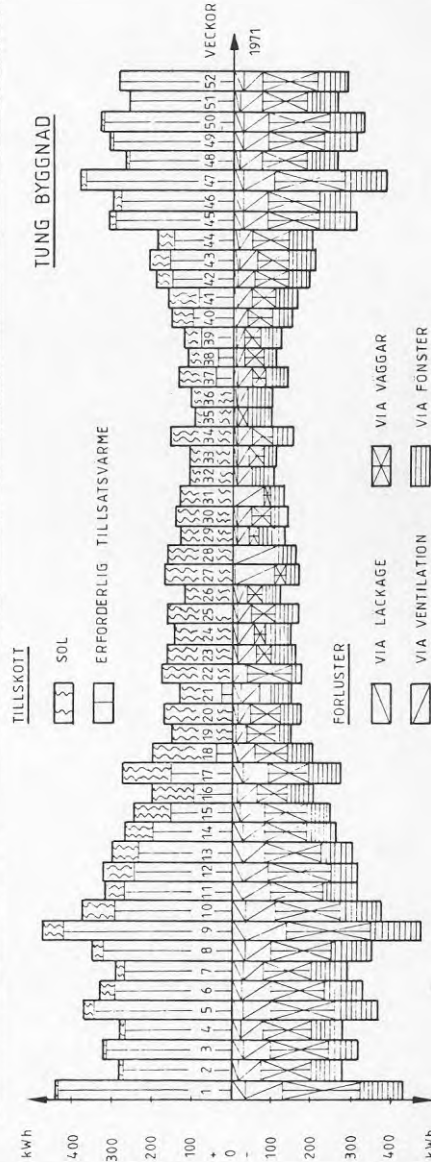 TUNG BYGGNAD
TILLSKOTT
SOL
ERFORDERLIG TILLSATSVÄRME
kWh
400
300
200
100
+
0
-
100
200
300
400
kWh
1 2 3 4 5 6 7 8 9 10 11 12 13 14 15 16 17 18 19 20 21 22 23 24 25 26 27 28 29 30 31 32 33 34 35 36 37 38 39 40 41 42 43 44 45 46 47 48 49 50 51 52
VECKOR
1971
FÖRLUSTER
VIA LÄCKAGE
VIA VENTILATION
VIA VÄGGAR
VIA FÖNSTER